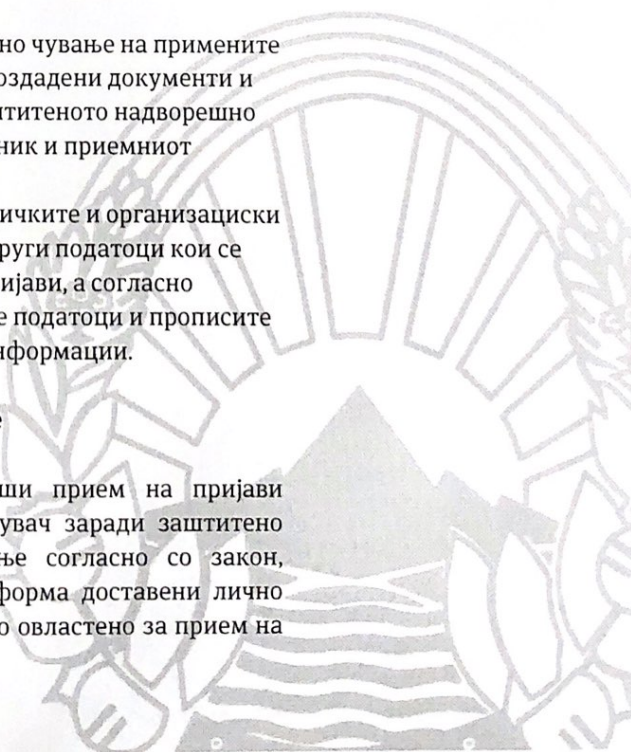 но чување на примените
оздадени документи и
титеното надворешно
ник и приемниот
ичките и организациски
руги податоци кои се
ијави, а согласно
е податоци и прописите
нформации.
е
ши прием на пријави
увач заради заштитено
ње согласно со закон,
форма доставени лично
о овластено за прием на